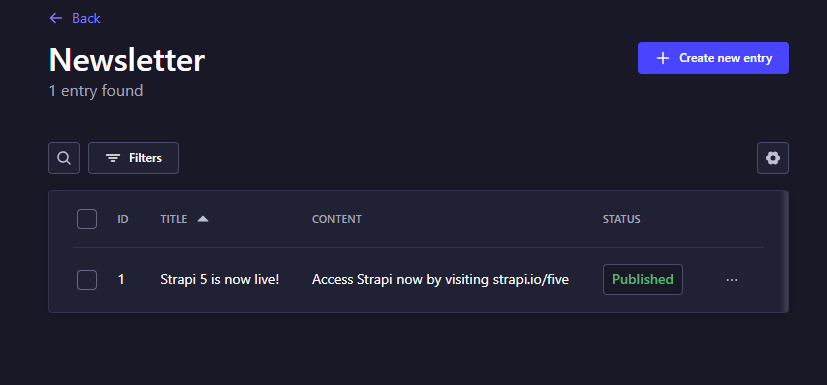 Back
Newsletter
Create new entry
1 entry found
Filters
ID TITLE CONTENT STATUS
1 Strapi 5 is now live! Access Strapi now by visiting strapi.io/five Published ...